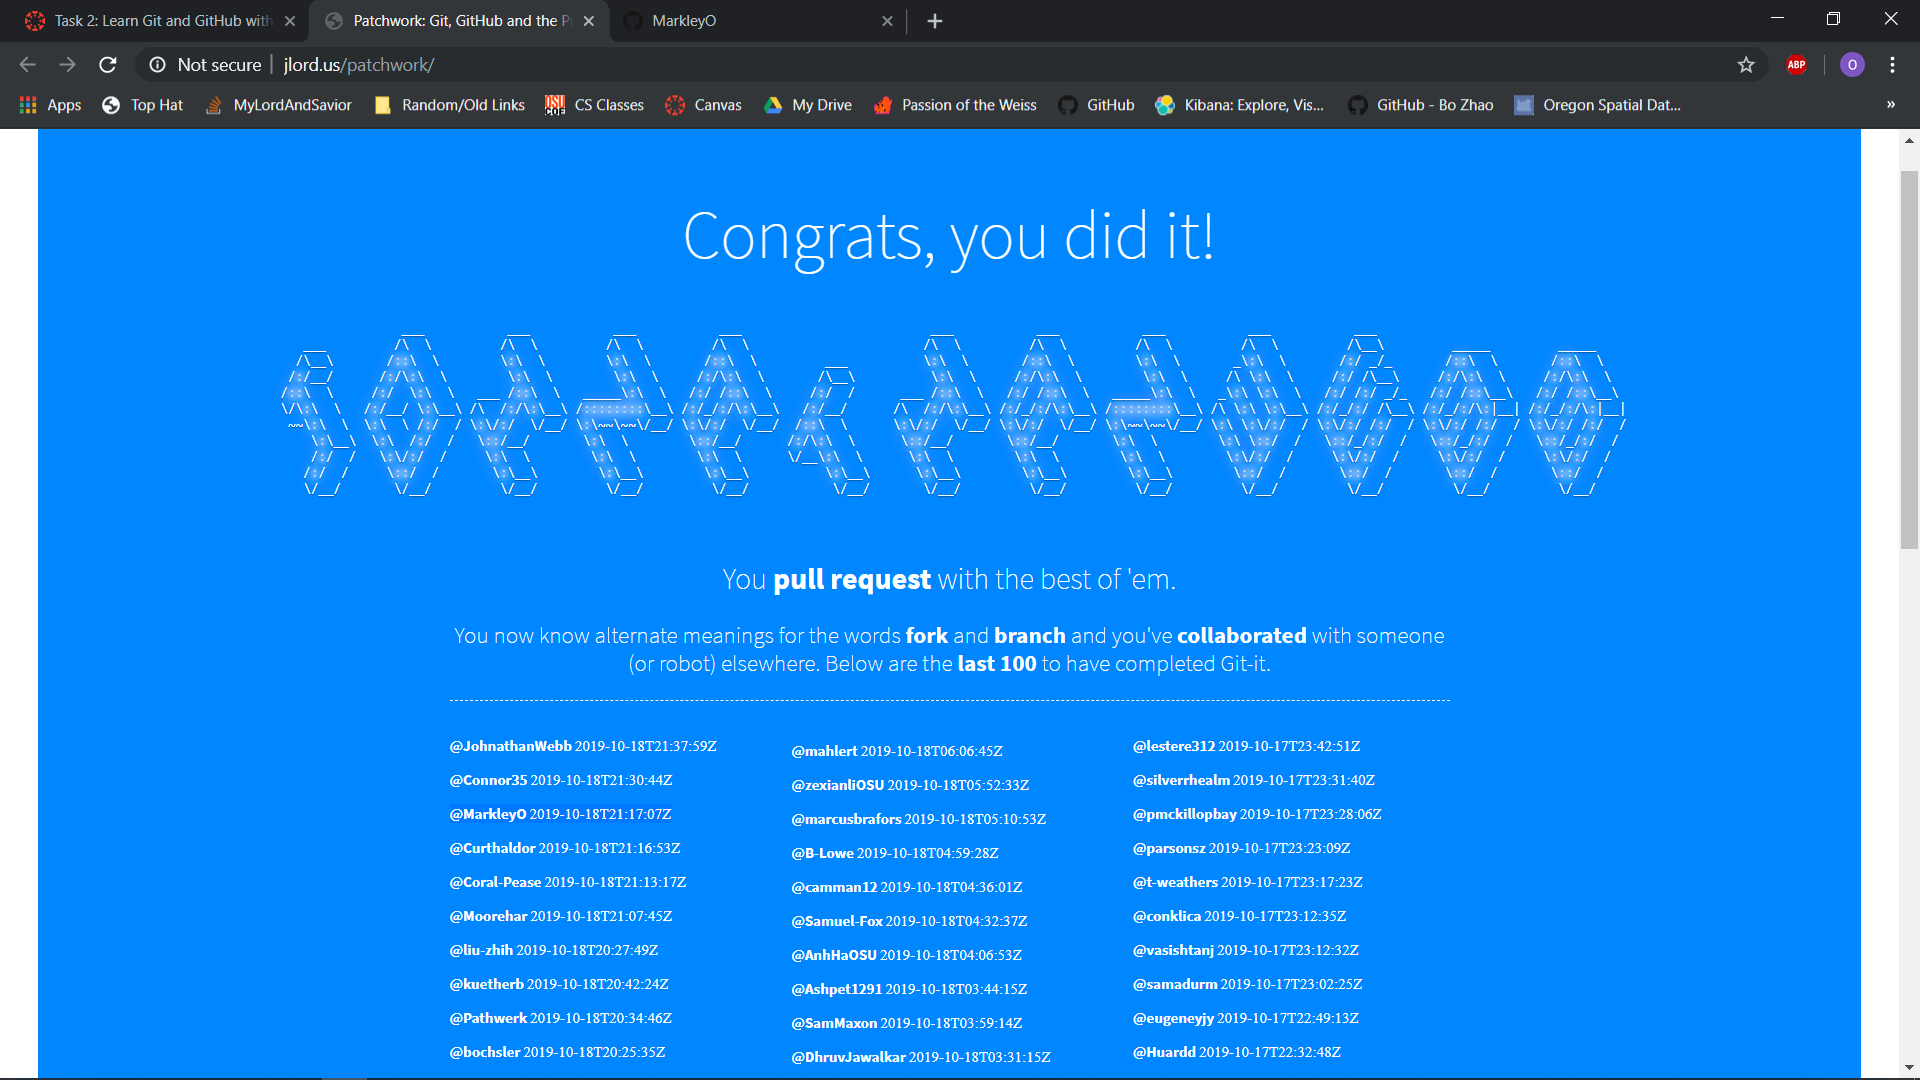 Task 2: Learn Git and GitHub with
Patchwork: Git, GitHub and the P
MarkleyO
Not secure | jlord.us/patchwork/
ABP
O
Apps
Top Hat
MyLordAndSavior
Random/Old Links
CS Classes
Canvas
My Drive
Passion of the Weiss
GitHub
Kibana: Explore, Vis...
GitHub - Bo Zhao
Oregon Spatial Dat...
»
Congrats, you did it!
You pull request with the best of 'em.
You now know alternate meanings for the words fork and branch and you've collaborated with someone
(or robot) elsewhere. Below are the last 100 to have completed Git-it.
@JohnathanWebb 2019-10-18T21:37:59Z
@Connor35 2019-10-18T21:30:44Z
@MarkleyO 2019-10-18T21:17:07Z
@Curthaldor 2019-10-18T21:16:53Z
@Coral-Pease 2019-10-18T21:13:17Z
@Moorehar 2019-10-18T21:07:45Z
@liu-zhih 2019-10-18T20:27:49Z
@kuetherb 2019-10-18T20:42:24Z
@Pathwerk 2019-10-18T20:34:46Z
@bochsler 2019-10-18T20:25:35Z
@mahlert 2019-10-18T06:06:45Z
@zexianliOSU 2019-10-18T05:52:33Z
@marcusbrafors 2019-10-18T05:10:53Z
@B-Lowe 2019-10-18T04:59:28Z
@camman12 2019-10-18T04:36:01Z
@Samuel-Fox 2019-10-18T04:32:37Z
@AnhHaOSU 2019-10-18T04:06:53Z
@Ashpet1291 2019-10-18T03:44:15Z
@SamMaxon 2019-10-18T03:59:14Z
@DhruvJawalkar 2019-10-18T03:31:15Z
@lestere312 2019-10-17T23:42:51Z
@silverrhealm 2019-10-17T23:31:40Z
@pmckillopbay 2019-10-17T23:28:06Z
@parsonsz 2019-10-17T23:23:09Z
@t-weathers 2019-10-17T23:17:23Z
@conklica 2019-10-17T23:12:35Z
@vasishtanj 2019-10-17T23:12:32Z
@samadurm 2019-10-17T23:02:25Z
@eugeneyjy 2019-10-17T22:49:13Z
@Huardd 2019-10-17T22:32:48Z